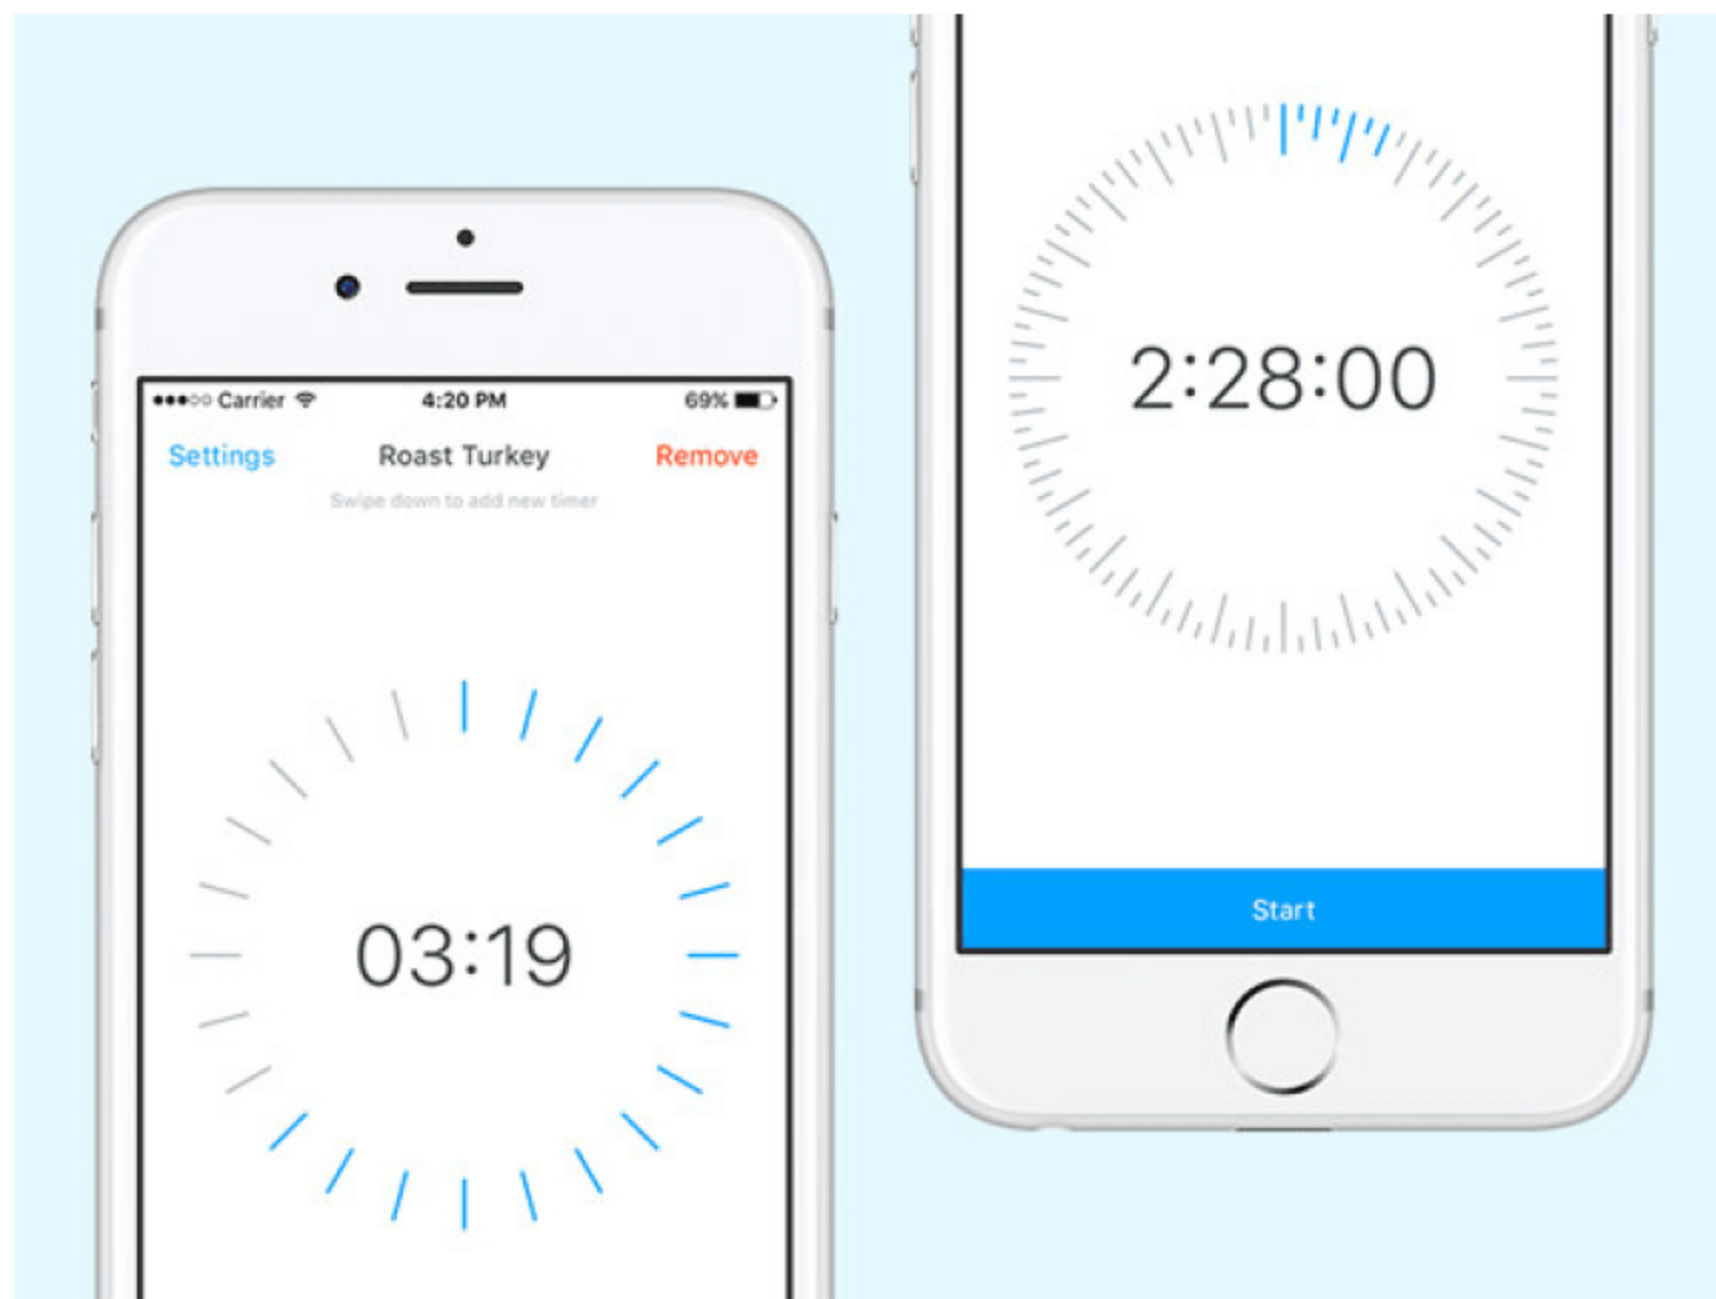 Carrier 4:20 PM 69%
Settings Roast Turkey Remove
Swipe down to add new timer
03:19
2:28:00
Start